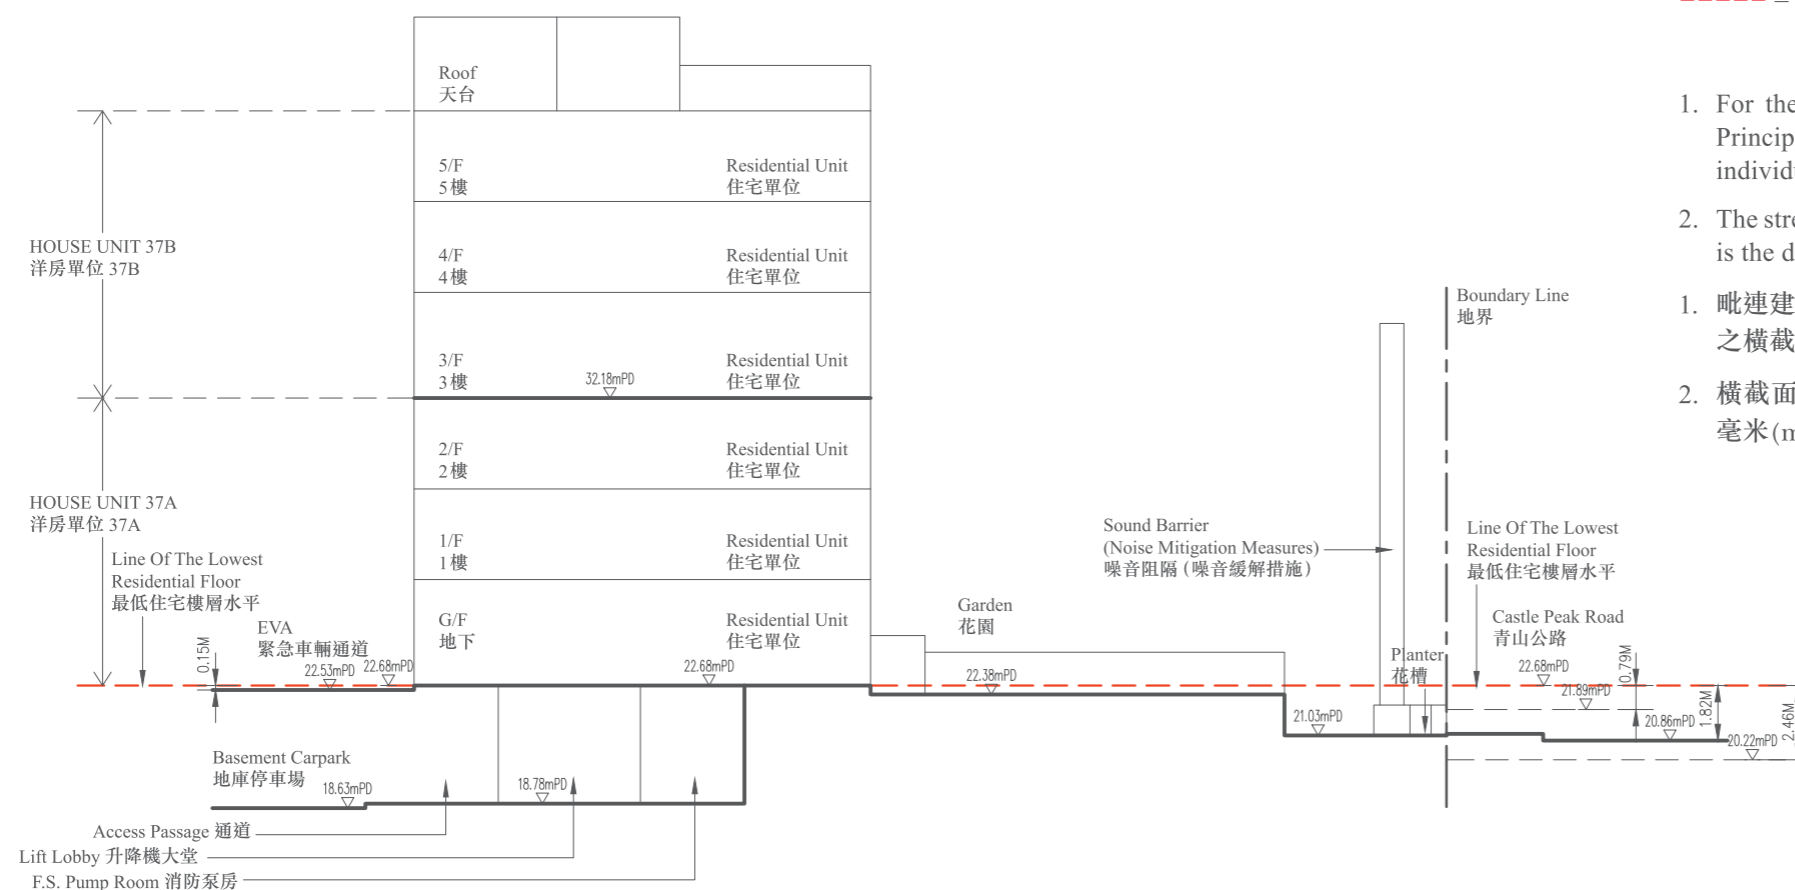 Roof
天台
5/F
5樓
Residential Unit
住宅單位
4/F
4樓
Residential Unit
住宅單位
3/F
3樓
Residential Unit
住宅單位
32.18mPD
2/F
2樓
Residential Unit
住宅單位
1/F
1樓
Residential Unit
住宅單位
G/F
地下
Residential Unit
住宅單位
HOUSE UNIT 37B
洋房單位 37B
HOUSE UNIT 37A
洋房單位 37A
Line Of The Lowest
Residential Floor
最低住宅樓層水平
0.15M
EVA
緊急車輛通道
22.53mPD
22.68mPD
22.68mPD
Basement Carpark
地庫停車場
18.63mPD
18.78mPD
Access Passage 通道
Lift Lobby 升降機大堂
F.S. Pump Room 消防泵房
Garden
花園
22.38mPD
Sound Barrier
(Noise Mitigation Measures)
噪音阻隔 (噪音緩解措施)
Boundary Line
地界
Planter
花槽
21.03mPD
Line Of The Lowest
Residential Floor
最低住宅樓層水平
Castle Peak Road
青山公路
22.68mPD
0.79M
21.89mPD
1.82M
20.86mPD
2.46M
20.22mPD
1. For the
Princip
individ
2. The stre
is the d
1. 毗連建
之橫截
2. 橫截面
毫米(m